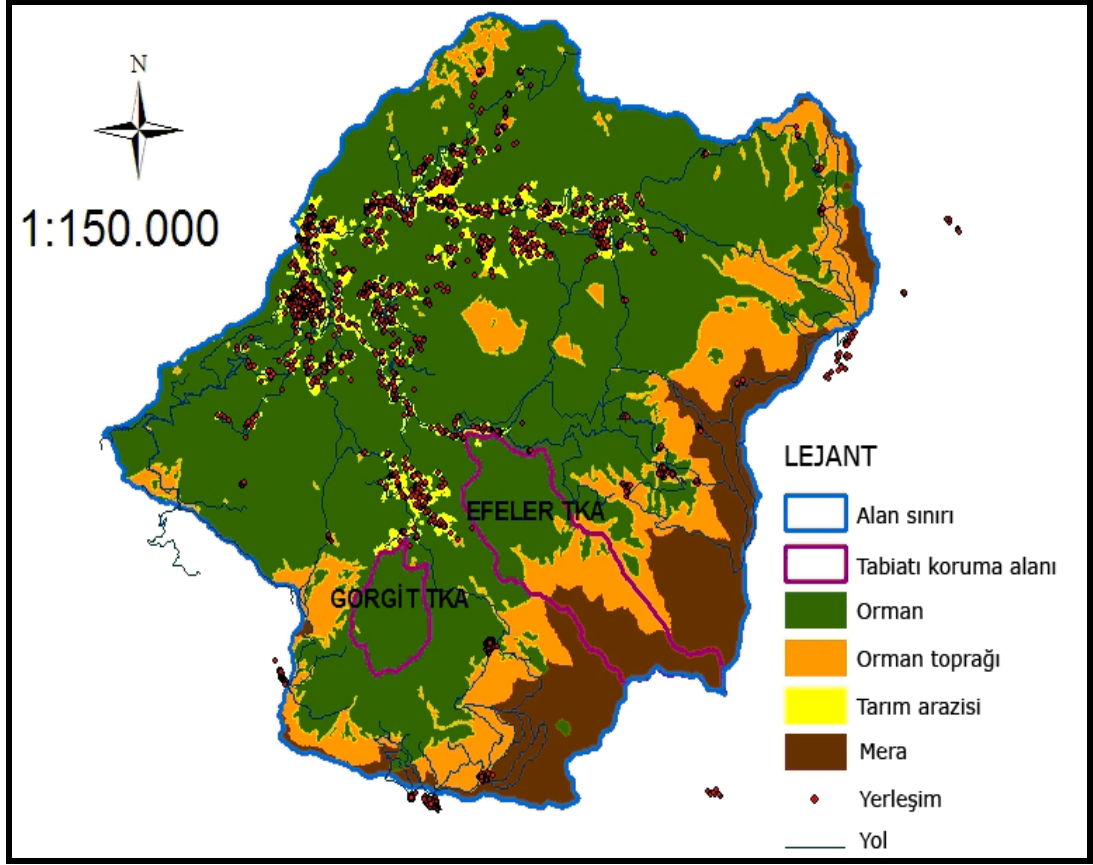 N
1:150.000
EFELER TKA
GORGİT TKA
LEJANT
Alan sınırı
Tabiatı koruma alanı
Orman
Orman toprağı
Tarım arazisi
Mera
Yerleşim
Yol